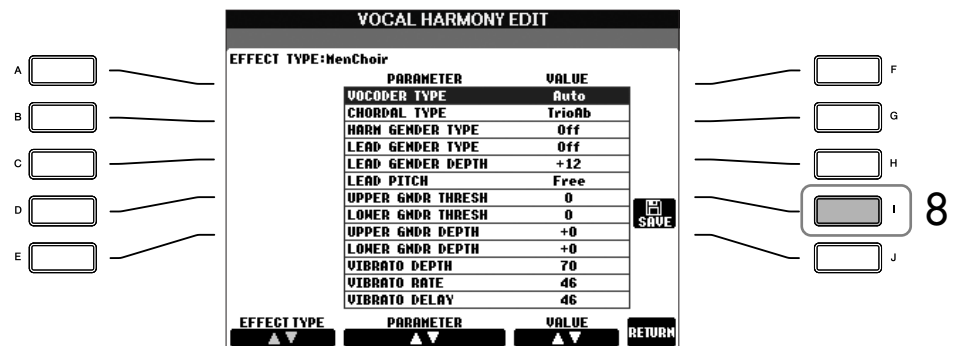 VOCAL HARMONY EDIT
EFFECT TYPE:MenChoir
PARAMETER VALUE
VOCODER TYPE Auto
CHORDAL TYPE TrioAb
HARM GENDER TYPE Off
LEAD GENDER TYPE Off
LEAD GENDER DEPTH +12
LEAD PITCH Free
UPPER GNDR THRESH 0
LOWER GNDR THRESH 0
UPPER GNDR DEPTH +0
LOWER GNDR DEPTH +0
VIBRATO DEPTH 70
VIBRATO RATE 46
VIBRATO DELAY 46
SAVE
EFFECT TYPE PARAMETER VALUE RETURN
A
B
C
D
E
F
G
H
I
J
8